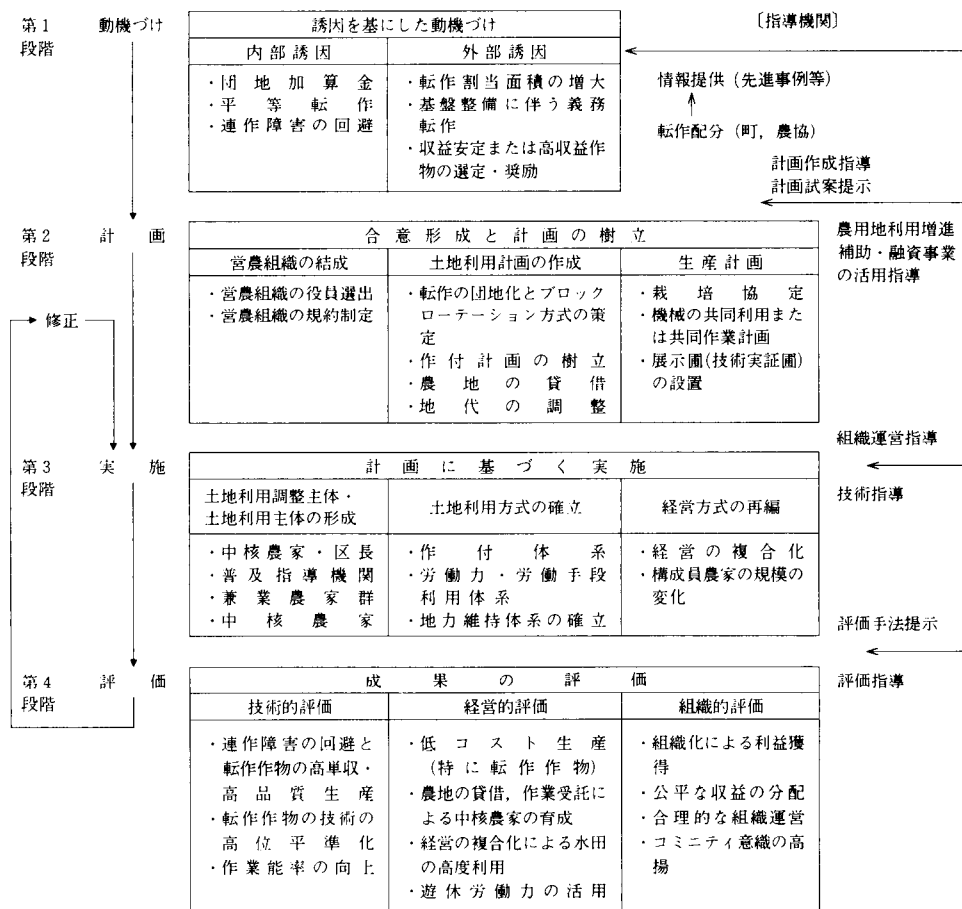 第1段階 動機づけ
誘因を基にした動機づけ
内部誘因
・団地加算金
・平等転作
・連作障害の回避
外部誘因
・転作割当面積の増大
・基盤整備に伴う義務
転作
・収益安定または高収益作
物の選定・奨励
〔指導機関〕
情報提供(先進事例等)
転作配分(町,農協)
計画作成指導
計画試案提示
第2段階 計画
合意形成と計画の樹立
営農組織の結成
・営農組織の役員選出
・営農組織の規約制定
土地利用計画の作成
・転作の団地化とブロック
ローテーション方式の策
定
・作付計画の樹立
・農地の貸借
・地代の調整
生産計画
・栽培協定
・機械の共同利用また
は共同作業計画
・展示圃(技術実証圃)
の設置
農用地利用増進
補助・融資事業
の活用指導
修正
組織運営指導
第3段階 実施
計画に基づく実施
土地利用調整主体・
土地利用主体の形成
・中核農家・区長
・普及指導機関
・兼業農家群
・中核農家
土地利用方式の確立
・作付体系
・労働力・労働手段
利用体系
・地力維持体系の確立
経営方式の再編
・経営の複合化
・構成員農家の規模の
変化
技術指導
評価手法提示
第4段階 評価
成果の評価
技術的評価
・連作障害の回避と
転作作物の高単収・
高品質生産
・転作作物の技術の
高位平準化
・作業能率の向上
経営的評価
・低コスト生産
(特に転作作物)
・農地の貸借,作業受託に
よる中核農家の育成
・経営の複合化による水田
の高度利用
・遊休労働力の活用
組織的評価
・組織化による利益獲
得
・公平な収益の分配
・合理的な組織運営
・コミニティ意織の高
揚
評価指導